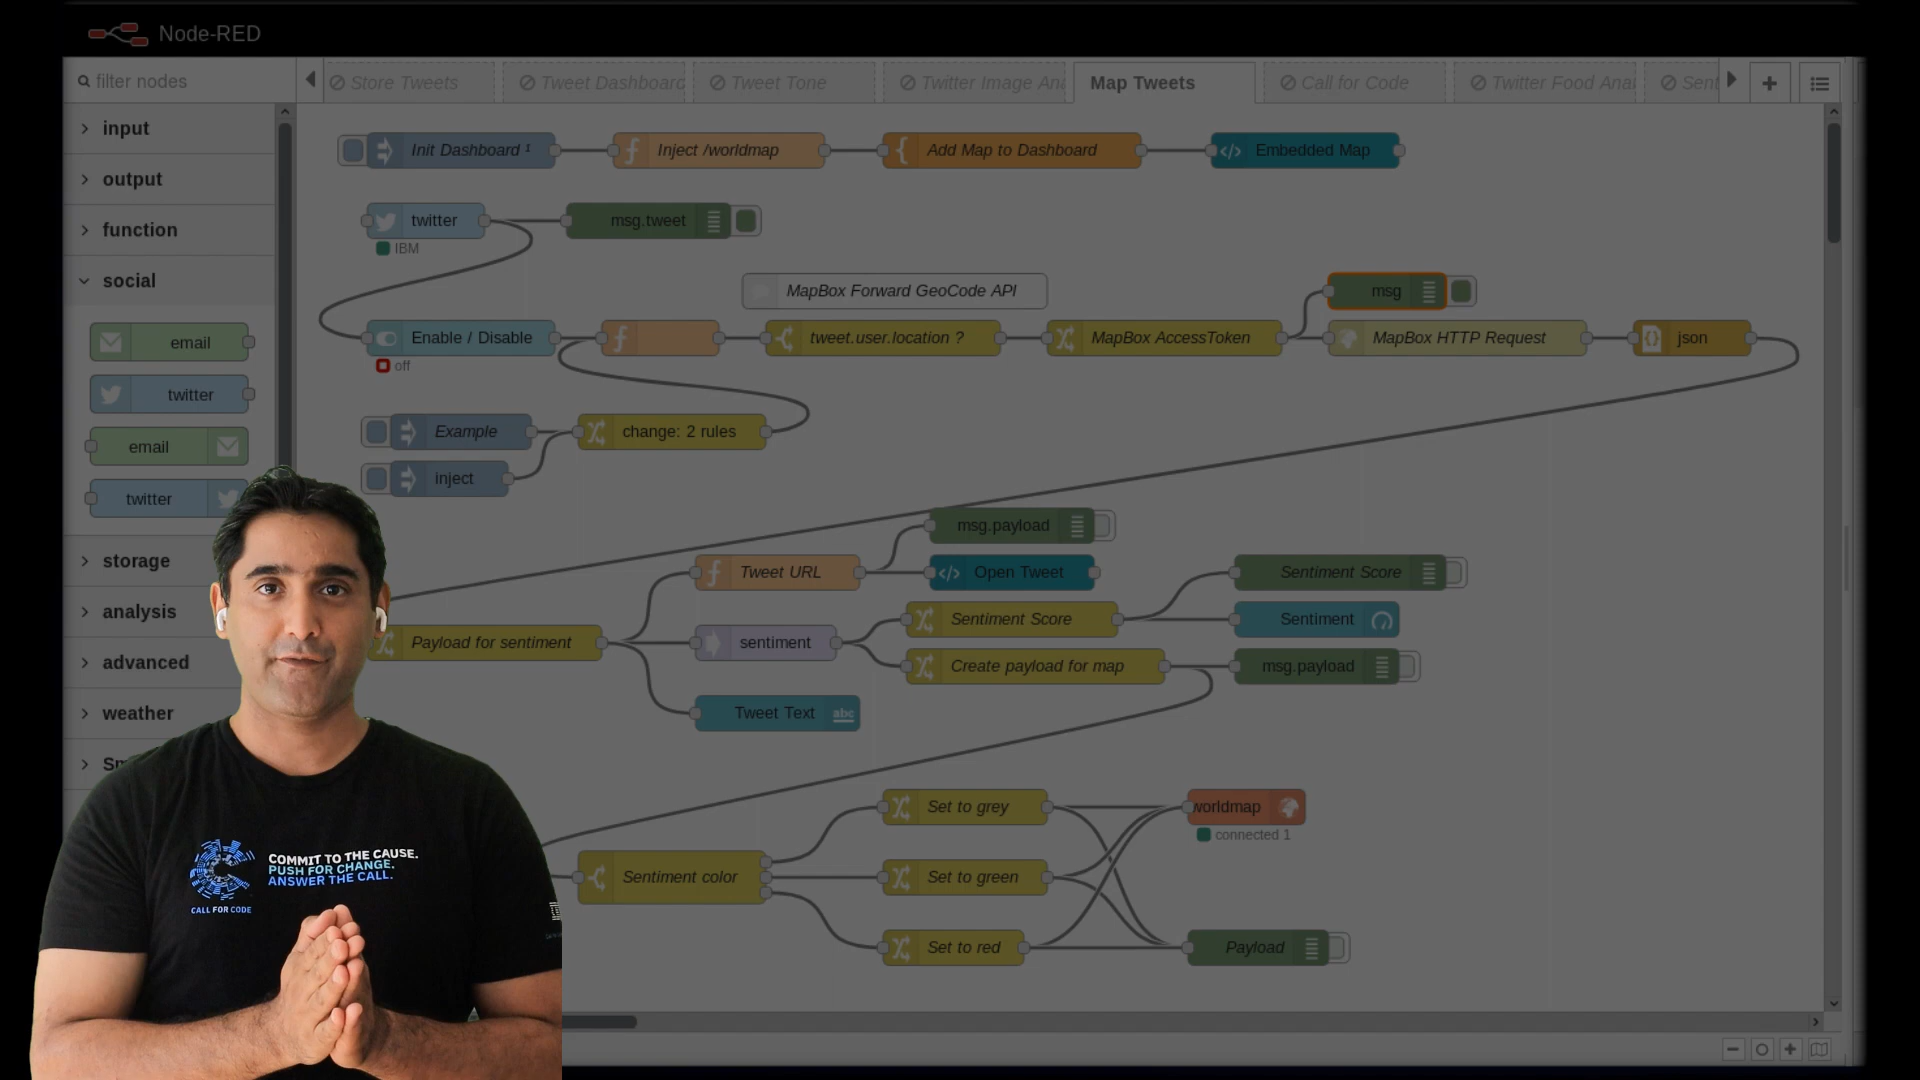 Node-RED
filter nodes
Store Tweets
Tweet Dashboard
Tweet Tone
Twitter Image Ana
Map Tweets
Call for Code
Twitter Food Anal
Sent
input
output
function
social
email
twitter
email
twitter
storage
analysis
advanced
weather
Init Dashboard ¹
Inject /worldmap
Add Map to Dashboard
Embedded Map
twitter
IBM
msg.tweet
MapBox Forward GeoCode API
msg
Enable / Disable
off
tweet.user.location ?
MapBox AccessToken
MapBox HTTP Request
json
Example
change: 2 rules
inject
msg.payload
Tweet URL
Open Tweet
Sentiment Score
Sentiment Score
Sentiment
Payload for sentiment
sentiment
Create payload for map
msg.payload
Tweet Text
abc
Set to grey
worldmap
connected 1
Sentiment color
Set to green
Set to red
Payload
COMMIT TO THE CAUSE.
PUSH FOR CHANGE.
ANSWER THE CALL.
CALL FOR CODE